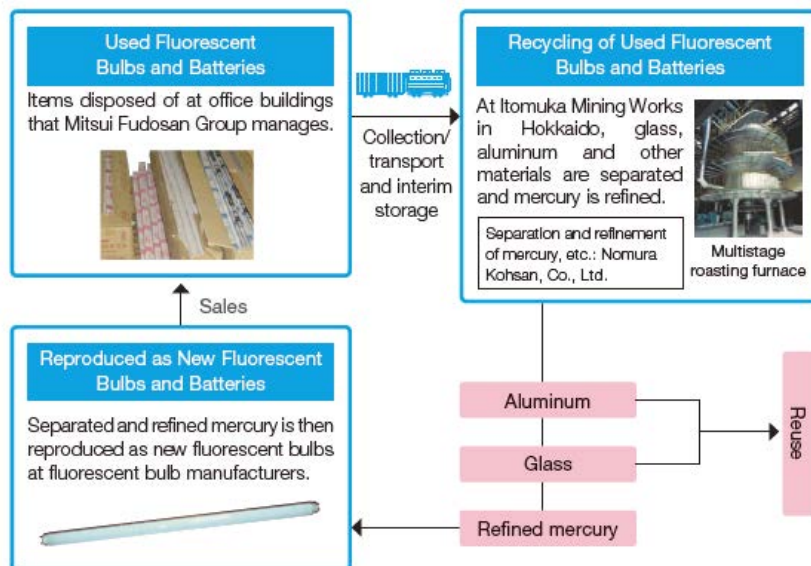 Used Fluorescent
Bulbs and Batteries
Items disposed of at office buildings
that Mitsui Fudosan Group manages.
Collection/
transport
and interim
storage
Recycling of Used Fluorescent
Bulbs and Batteries
At Itomuka Mining Works
in Hokkaido, glass,
aluminum and other
materials are separated
and mercury is refined.
Separation and refinement
of mercury, etc.: Nomura
Kohsan, Co., Ltd.
Multistage
roasting furnace
Sales
Reproduced as New Fluorescent
Bulbs and Batteries
Separated and refined mercury is then
reproduced as new fluorescent bulbs
at fluorescent bulb manufacturers.
Aluminum
Glass
Refined mercury
Reuse